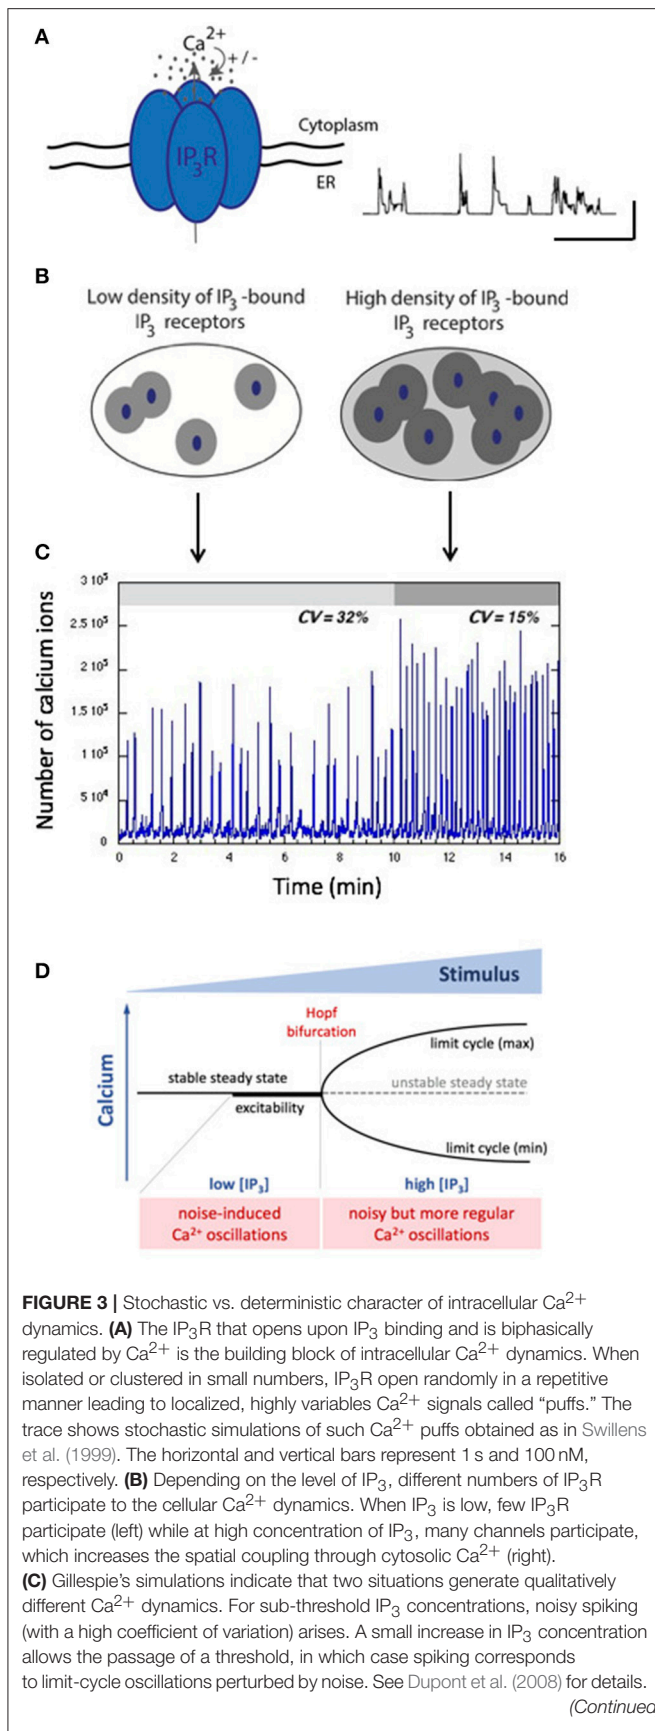 A
Ca2+
+ / -
IP3R
Cytoplasm
ER
B
Low density of IP3 -bound
IP3 receptors
High density of IP3 -bound
IP3 receptors
C
Number of calcium ions
3 10⁵
2.5 10⁵
2 10⁵
1.5 10⁵
1 10⁵
5 10⁴
0
CV = 32%
CV = 15%
0 2 4 6 8 10 12 14 16
Time (min)
D
Stimulus
Hopf
bifurcation
Calcium
limit cycle (max)
stable steady state
unstable steady state
excitability
limit cycle (min)
low [IP3]
high [IP3]
noise-induced
Ca2+ oscillations
noisy but more regular
Ca2+ oscillations
FIGURE 3 | Stochastic vs. deterministic character of intracellular Ca2+
dynamics. (A) The IP3R that opens upon IP3 binding and is biphasically
regulated by Ca2+ is the building block of intracellular Ca2+ dynamics. When
isolated or clustered in small numbers, IP3R open randomly in a repetitive
manner leading to localized, highly variables Ca2+ signals called “puffs.” The
trace shows stochastic simulations of such Ca2+ puffs obtained as in Swillens
et al. (1999). The horizontal and vertical bars represent 1 s and 100 nM,
respectively. (B) Depending on the level of IP3, different numbers of IP3R
participate to the cellular Ca2+ dynamics. When IP3 is low, few IP3R
participate (left) while at high concentration of IP3, many channels participate,
which increases the spatial coupling through cytosolic Ca2+ (right).
(C) Gillespie’s simulations indicate that two situations generate qualitatively
different Ca2+ dynamics. For sub-threshold IP3 concentrations, noisy spiking
(with a high coefficient of variation) arises. A small increase in IP3 concentration
allows the passage of a threshold, in which case spiking corresponds
to limit-cycle oscillations perturbed by noise. See Dupont et al. (2008) for details.
(Continued